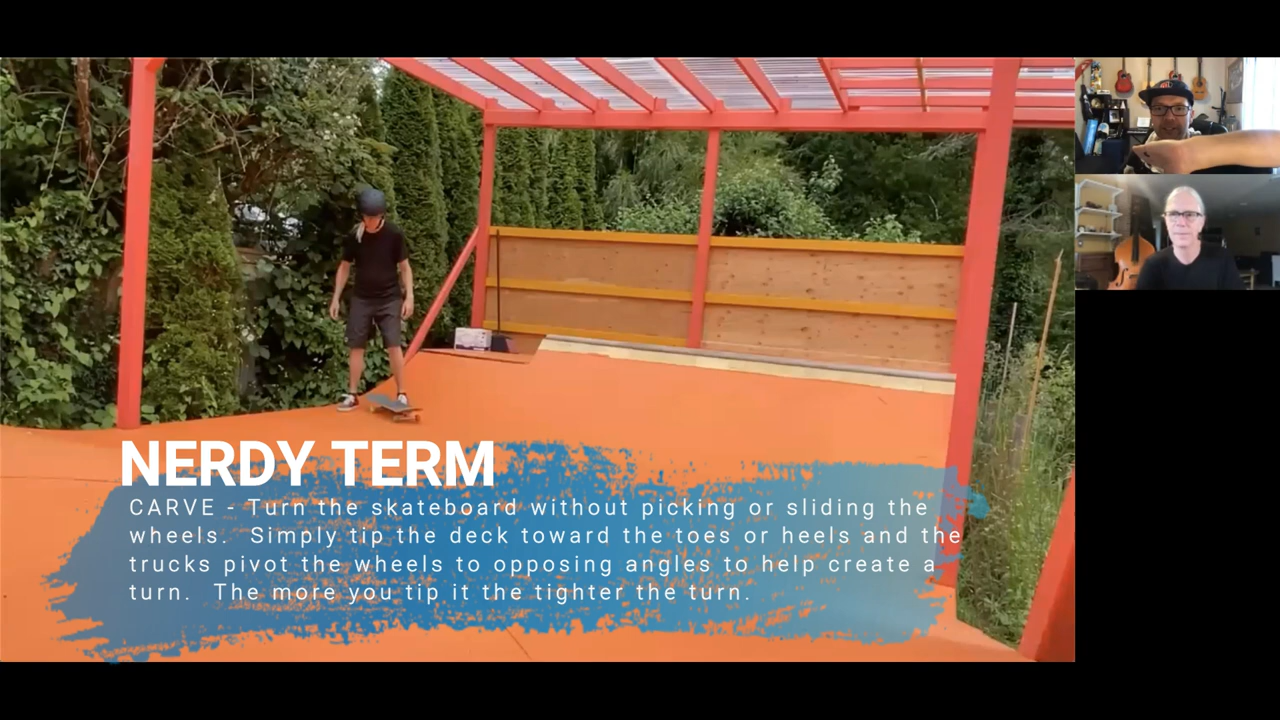 NERDY TERM
CARVE - Turn the skateboard without picking or sliding the
wheels.  Simply tip the deck toward the toes or heels and the
trucks pivot the wheels to opposing angles to help create a
turn.  The more you tip it the tighter the turn.